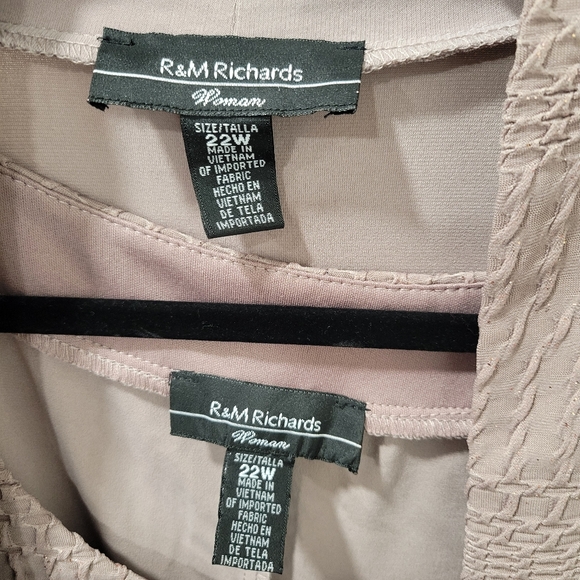 R&M Richards
Woman
SIZE/TALLA
22W
MADE IN
VIETNAM
OF IMPORTED
FABRIC
HECHO EN
VIETNAM
DE TELA
IMPORTADA
R&M Richards
Woman
SIZE/TALLA
22W
MADE IN
VIETNAM
OF IMPORTED
FABRIC
HECHO EN
VIETNAM
DE TELA
IMPORTADA